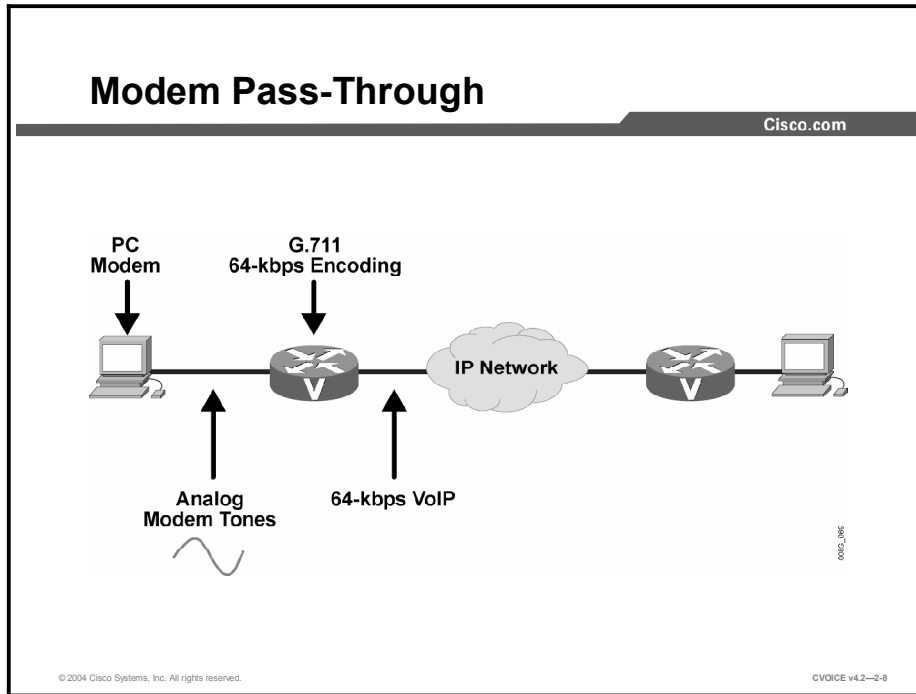 Modem Pass-Through
Cisco.com
PC
Modem
G.711
64-kbps Encoding
V
IP Network
V
Analog
Modem Tones
64-kbps VoIP
© 2004 Cisco Systems, Inc. All rights reserved.
CVOICE v4.2—2-8